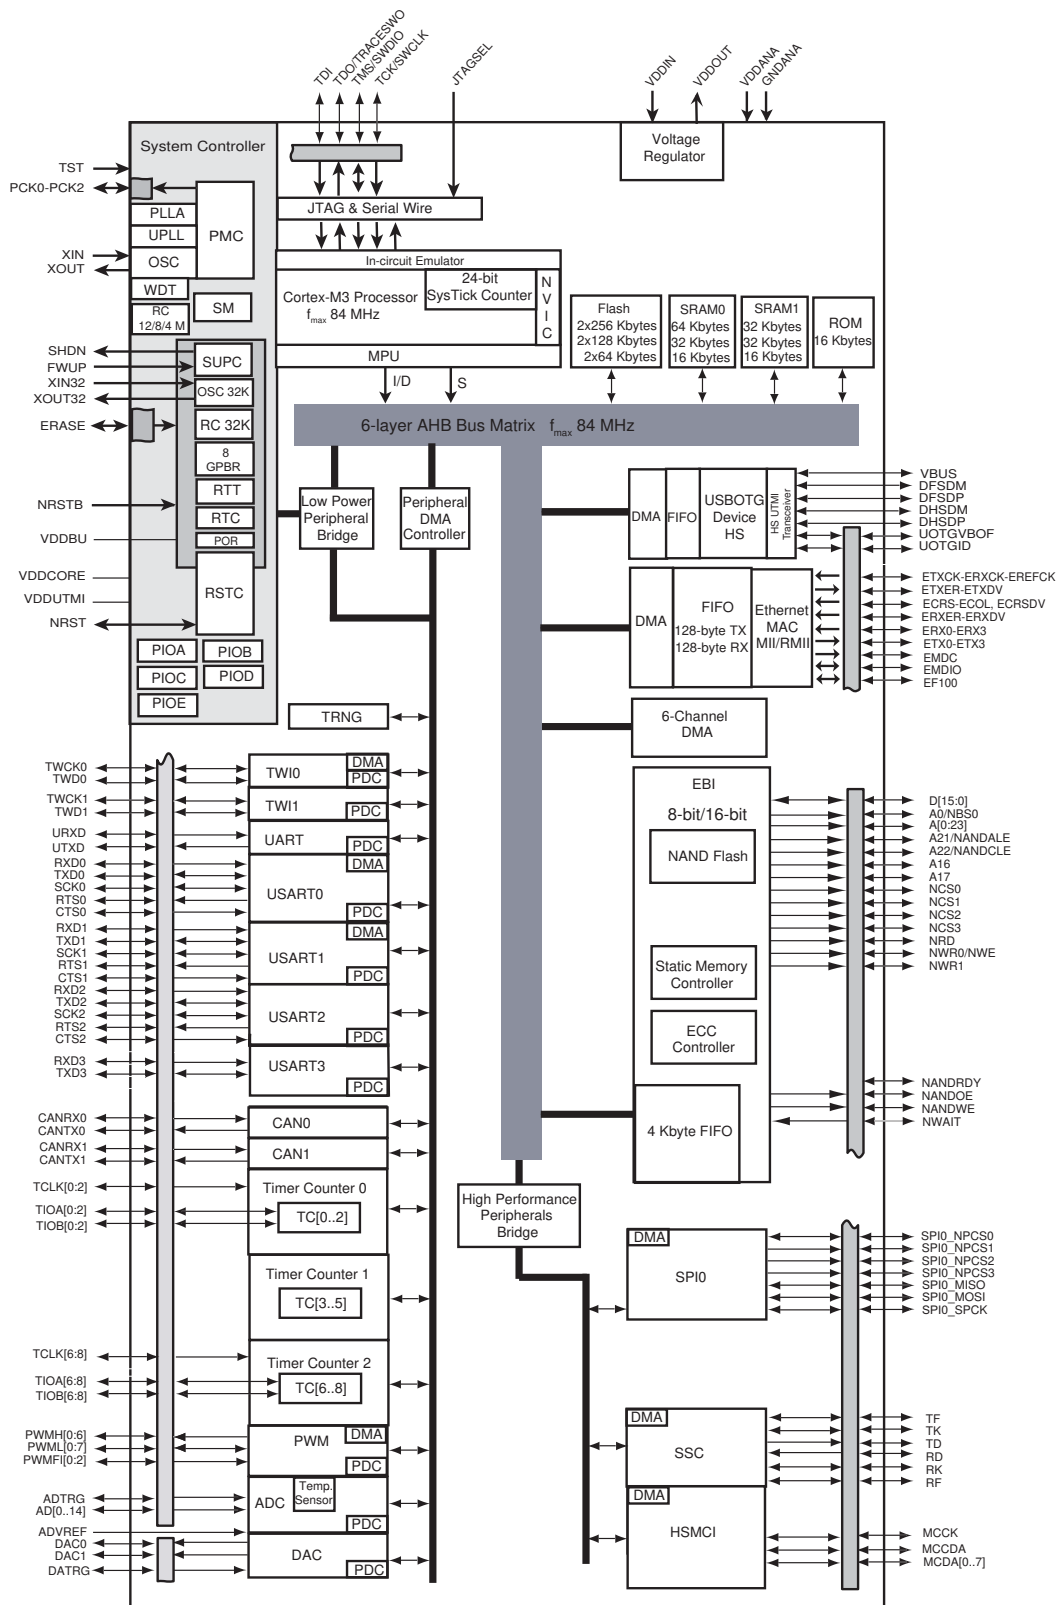 TDI
TDO/TRACESWO
TMS/SWDIO
TCK/SWCLK
JTAGSEL
VDDIN
VDDOUT
VDDANA
GNDANA
System Controller
Voltage
Regulator
TST
PCK0-PCK2
PLLA
UPLL
PMC
XIN
OSC
XOUT
WDT
RC
12/8/4 M
SM
JTAG & Serial Wire
In-circuit Emulator
24-bit
SysTick Counter
Cortex-M3 Processor
fmax 84 MHz
N
V
I
C
MPU
I/D
S
Flash
2x256 Kbytes
2x128 Kbytes
2x64 Kbytes
SRAM0
64 Kbytes
32 Kbytes
16 Kbytes
SRAM1
32 Kbytes
32 Kbytes
16 Kbytes
ROM
16 Kbytes
SHDN
FWUP
XIN32
XOUT32
ERASE
SUPC
OSC 32K
RC 32K
8
GPBR
RTT
RTC
POR
RSTC
NRSTB
VDDBU
VDDCORE
VDDUTMI
NRST
PIOA
PIOB
PIOC
PIOD
PIOE
6-layer AHB Bus Matrix fmax 84 MHz
Low Power
Peripheral
Bridge
Peripheral
DMA
Controller
DMA
FIFO
USBOTG
Device
HS
HS UTMI
Transceiver
VBUS
DFSDM
DFSDP
DHSDM
DHSDP
UOTGVBOF
UOTGID
DMA
FIFO
128-byte TX
128-byte RX
Ethernet
MAC
MII/RMII
ETXCK-ERXCK-EREFCK
ETXER-ETXDV
ECRS-ECOL, ECRSDV
ERXER-ERXDV
ERX0-ERX3
ETX0-ETX3
EMDC
EMDIO
EF100
TRNG
6-Channel
DMA
TWCK0
TWD0
TWI0
DMA
PDC
TWCK1
TWD1
TWI1
PDC
URXD
UTXD
UART
PDC
RXD0
TXD0
SCK0
RTS0
CTS0
USART0
DMA
PDC
RXD1
TXD1
SCK1
RTS1
CTS1
USART1
DMA
PDC
RXD2
TXD2
SCK2
RTS2
CTS2
USART2
PDC
RXD3
TXD3
USART3
PDC
CANRX0
CANTX0
CAN0
CANRX1
CANTX1
CAN1
TCLK[0:2]
TIOA[0:2]
TIOB[0:2]
Timer Counter 0
TC[0..2]
Timer Counter 1
TC[3..5]
TCLK[6:8]
TIOA[6:8]
TIOB[6:8]
Timer Counter 2
TC[6..8]
PWMH[0:6]
PWML[0:7]
PWMFI[0:2]
PWM
DMA
PDC
ADTRG
AD[0..14]
ADC
Temp.
Sensor
PDC
ADVREF
DAC0
DAC1
DATRG
DAC
PDC
EBI
8-bit/16-bit
NAND Flash
Static Memory
Controller
ECC
Controller
4 Kbyte FIFO
D[15:0]
A0/NBS0
A[0:23]
A21/NANDALE
A22/NANDCLE
A16
A17
NCS0
NCS1
NCS2
NCS3
NRD
NWR0/NWE
NWR1
NANDRDY
NANDOE
NANDWE
NWAIT
High Performance
Peripherals
Bridge
DMA
SPI0
SPI0_NPCS0
SPI0_NPCS1
SPI0_NPCS2
SPI0_NPCS3
SPI0_MISO
SPI0_MOSI
SPI0_SPCK
DMA
SSC
TF
TK
TD
RD
RK
RF
DMA
HSMCI
MCCK
MCCDA
MCDA[0..7]